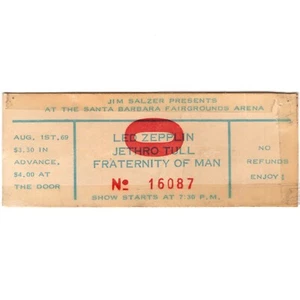 JIM SALZER PRESENTS
AT THE SANTA BARBARA FAIRGROUNDS ARENA
AUG. 1ST, 69
$3.50 IN
ADVANCE,
$4.00 AT
THE DOOR
LED ZEPPLIN
JETHRO TULL
FRATERNITY OF MAN
No 16087
SHOW STARTS AT 7:30 P.M.
NO
REFUNDS
ENJOY!